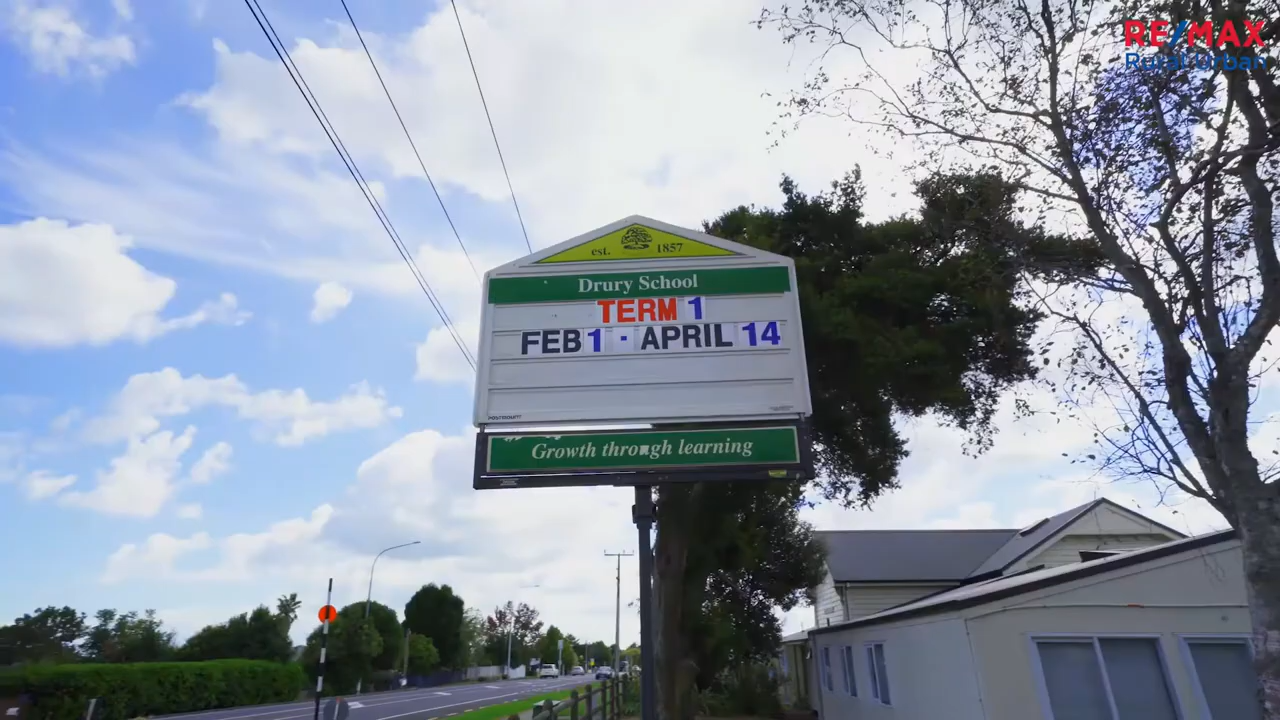 RE/MAX
Rural Urban
est. 1857
Drury School
TERM 1
FEB 1 - APRIL 14
Growth through learning